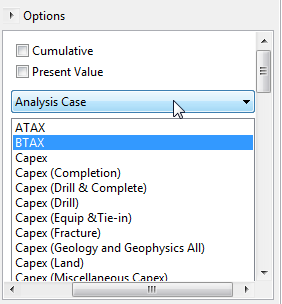 Options
Cumulative
Present Value
Analysis Case
ATAX
BTAX
Capex
Capex (Completion)
Capex (Drill & Complete)
Capex (Drill)
Capex (Equip &Tie-in)
Capex (Fracture)
Capex (Geology and Geophysics All)
Capex (Land)
Capex (Miscellaneous Capex)